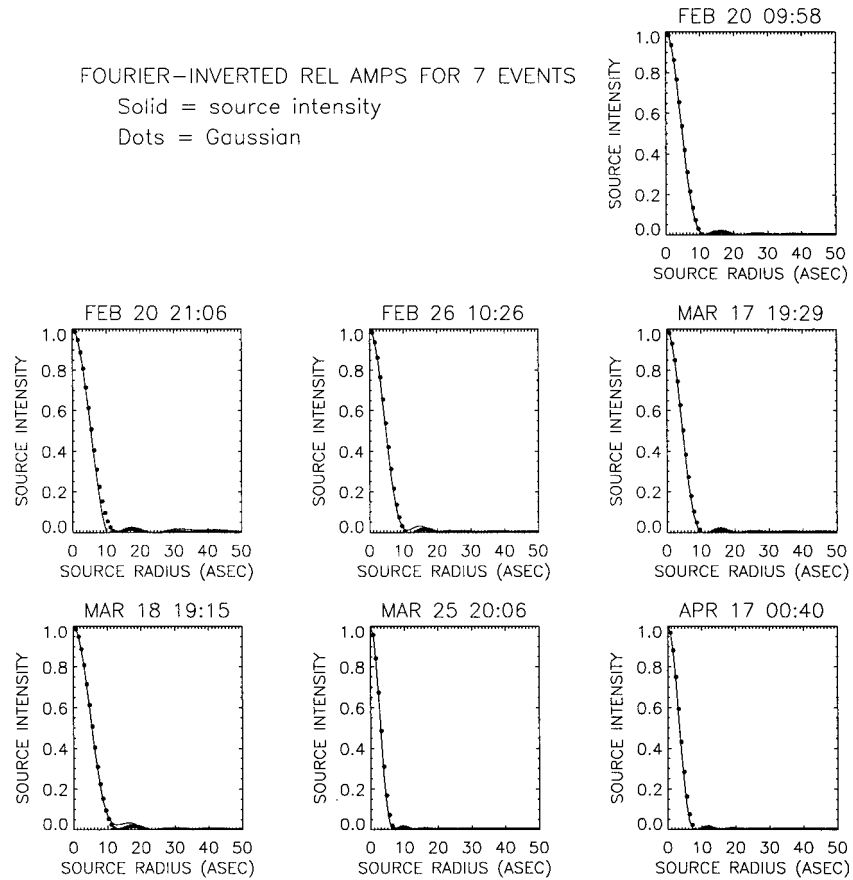 FEB 20 09:58
FOURIER-INVERTED REL AMPS FOR 7 EVENTS
Solid = source intensity
Dots = Gaussian
SOURCE INTENSITY
1.0
0.8
0.6
0.4
0.2
0.0
0 10 20 30 40 50
SOURCE RADIUS (ASEC)
FEB 20 21:06
SOURCE INTENSITY
1.0
0.8
0.6
0.4
0.2
0.0
0 10 20 30 40 50
SOURCE RADIUS (ASEC)
FEB 26 10:26
SOURCE INTENSITY
1.0
0.8
0.6
0.4
0.2
0.0
0 10 20 30 40 50
SOURCE RADIUS (ASEC)
MAR 17 19:29
SOURCE INTENSITY
1.0
0.8
0.6
0.4
0.2
0.0
0 10 20 30 40 50
SOURCE RADIUS (ASEC)
MAR 18 19:15
SOURCE INTENSITY
1.0
0.8
0.6
0.4
0.2
0.0
0 10 20 30 40 50
SOURCE RADIUS (ASEC)
MAR 25 20:06
SOURCE INTENSITY
1.0
0.8
0.6
0.4
0.2
0.0
0 10 20 30 40 50
SOURCE RADIUS (ASEC)
APR 17 00:40
SOURCE INTENSITY
1.0
0.8
0.6
0.4
0.2
0.0
0 10 20 30 40 50
SOURCE RADIUS (ASEC)